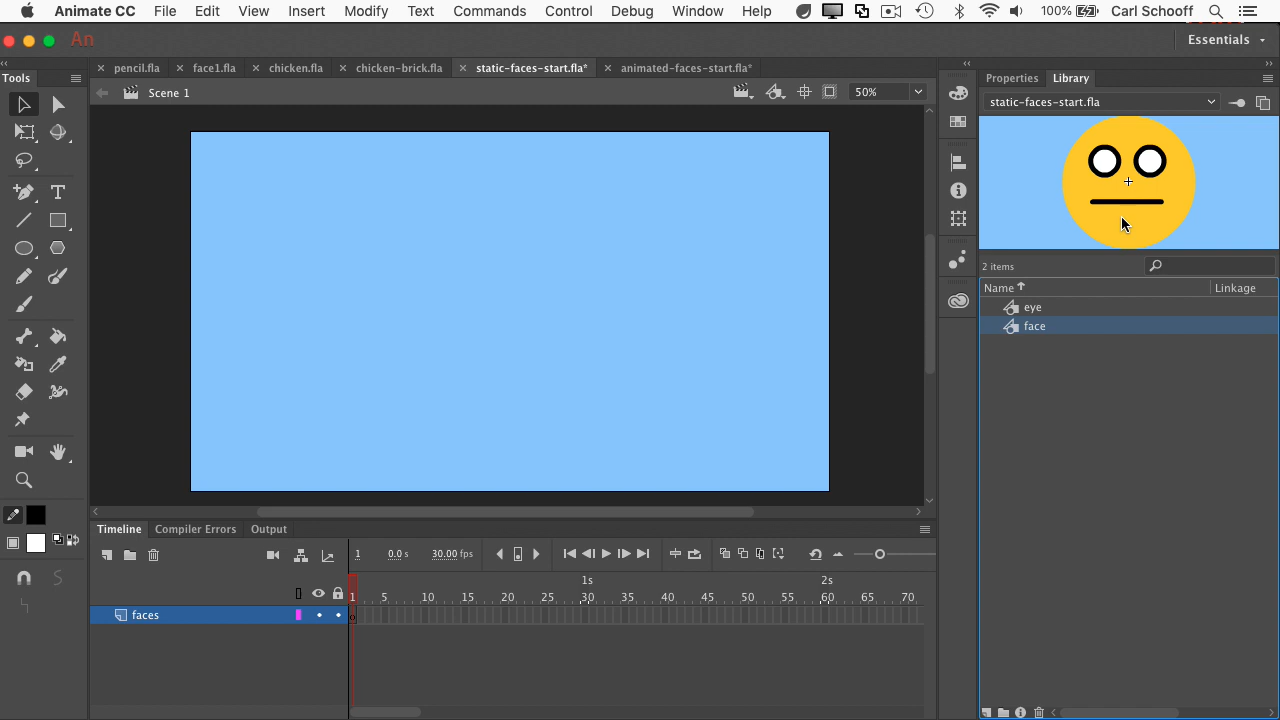 Animate CC File Edit View Insert Modify Text Commands Control Debug Window Help 100% Carl Schooff
An Essentials
pencil.fla face1.fla chicken.fla chicken-brick.fla static-faces-start.fla* animated-faces-start.fla*
Scene 1 50%
Tools
Properties Library
static-faces-start.fla
2 items
Name Linkage
eye
face
Timeline Compiler Errors Output
1 0.0 s 30.00 fps
1s 2s
1 5 10 15 20 25 30 35 40 45 50 55 60 65 70
faces